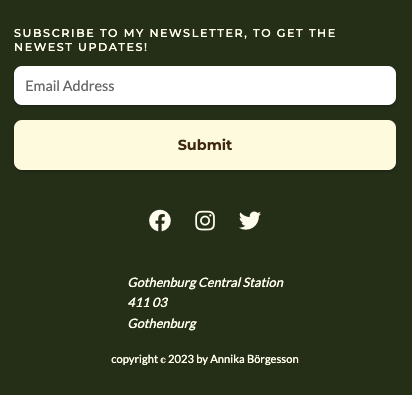 SUBSCRIBE TO MY NEWSLETTER, TO GET THE
NEWEST UPDATES!
Email Address
Submit
Gothenburg Central Station
411 03
Gothenburg
copyright c 2023 by Annika Börgesson